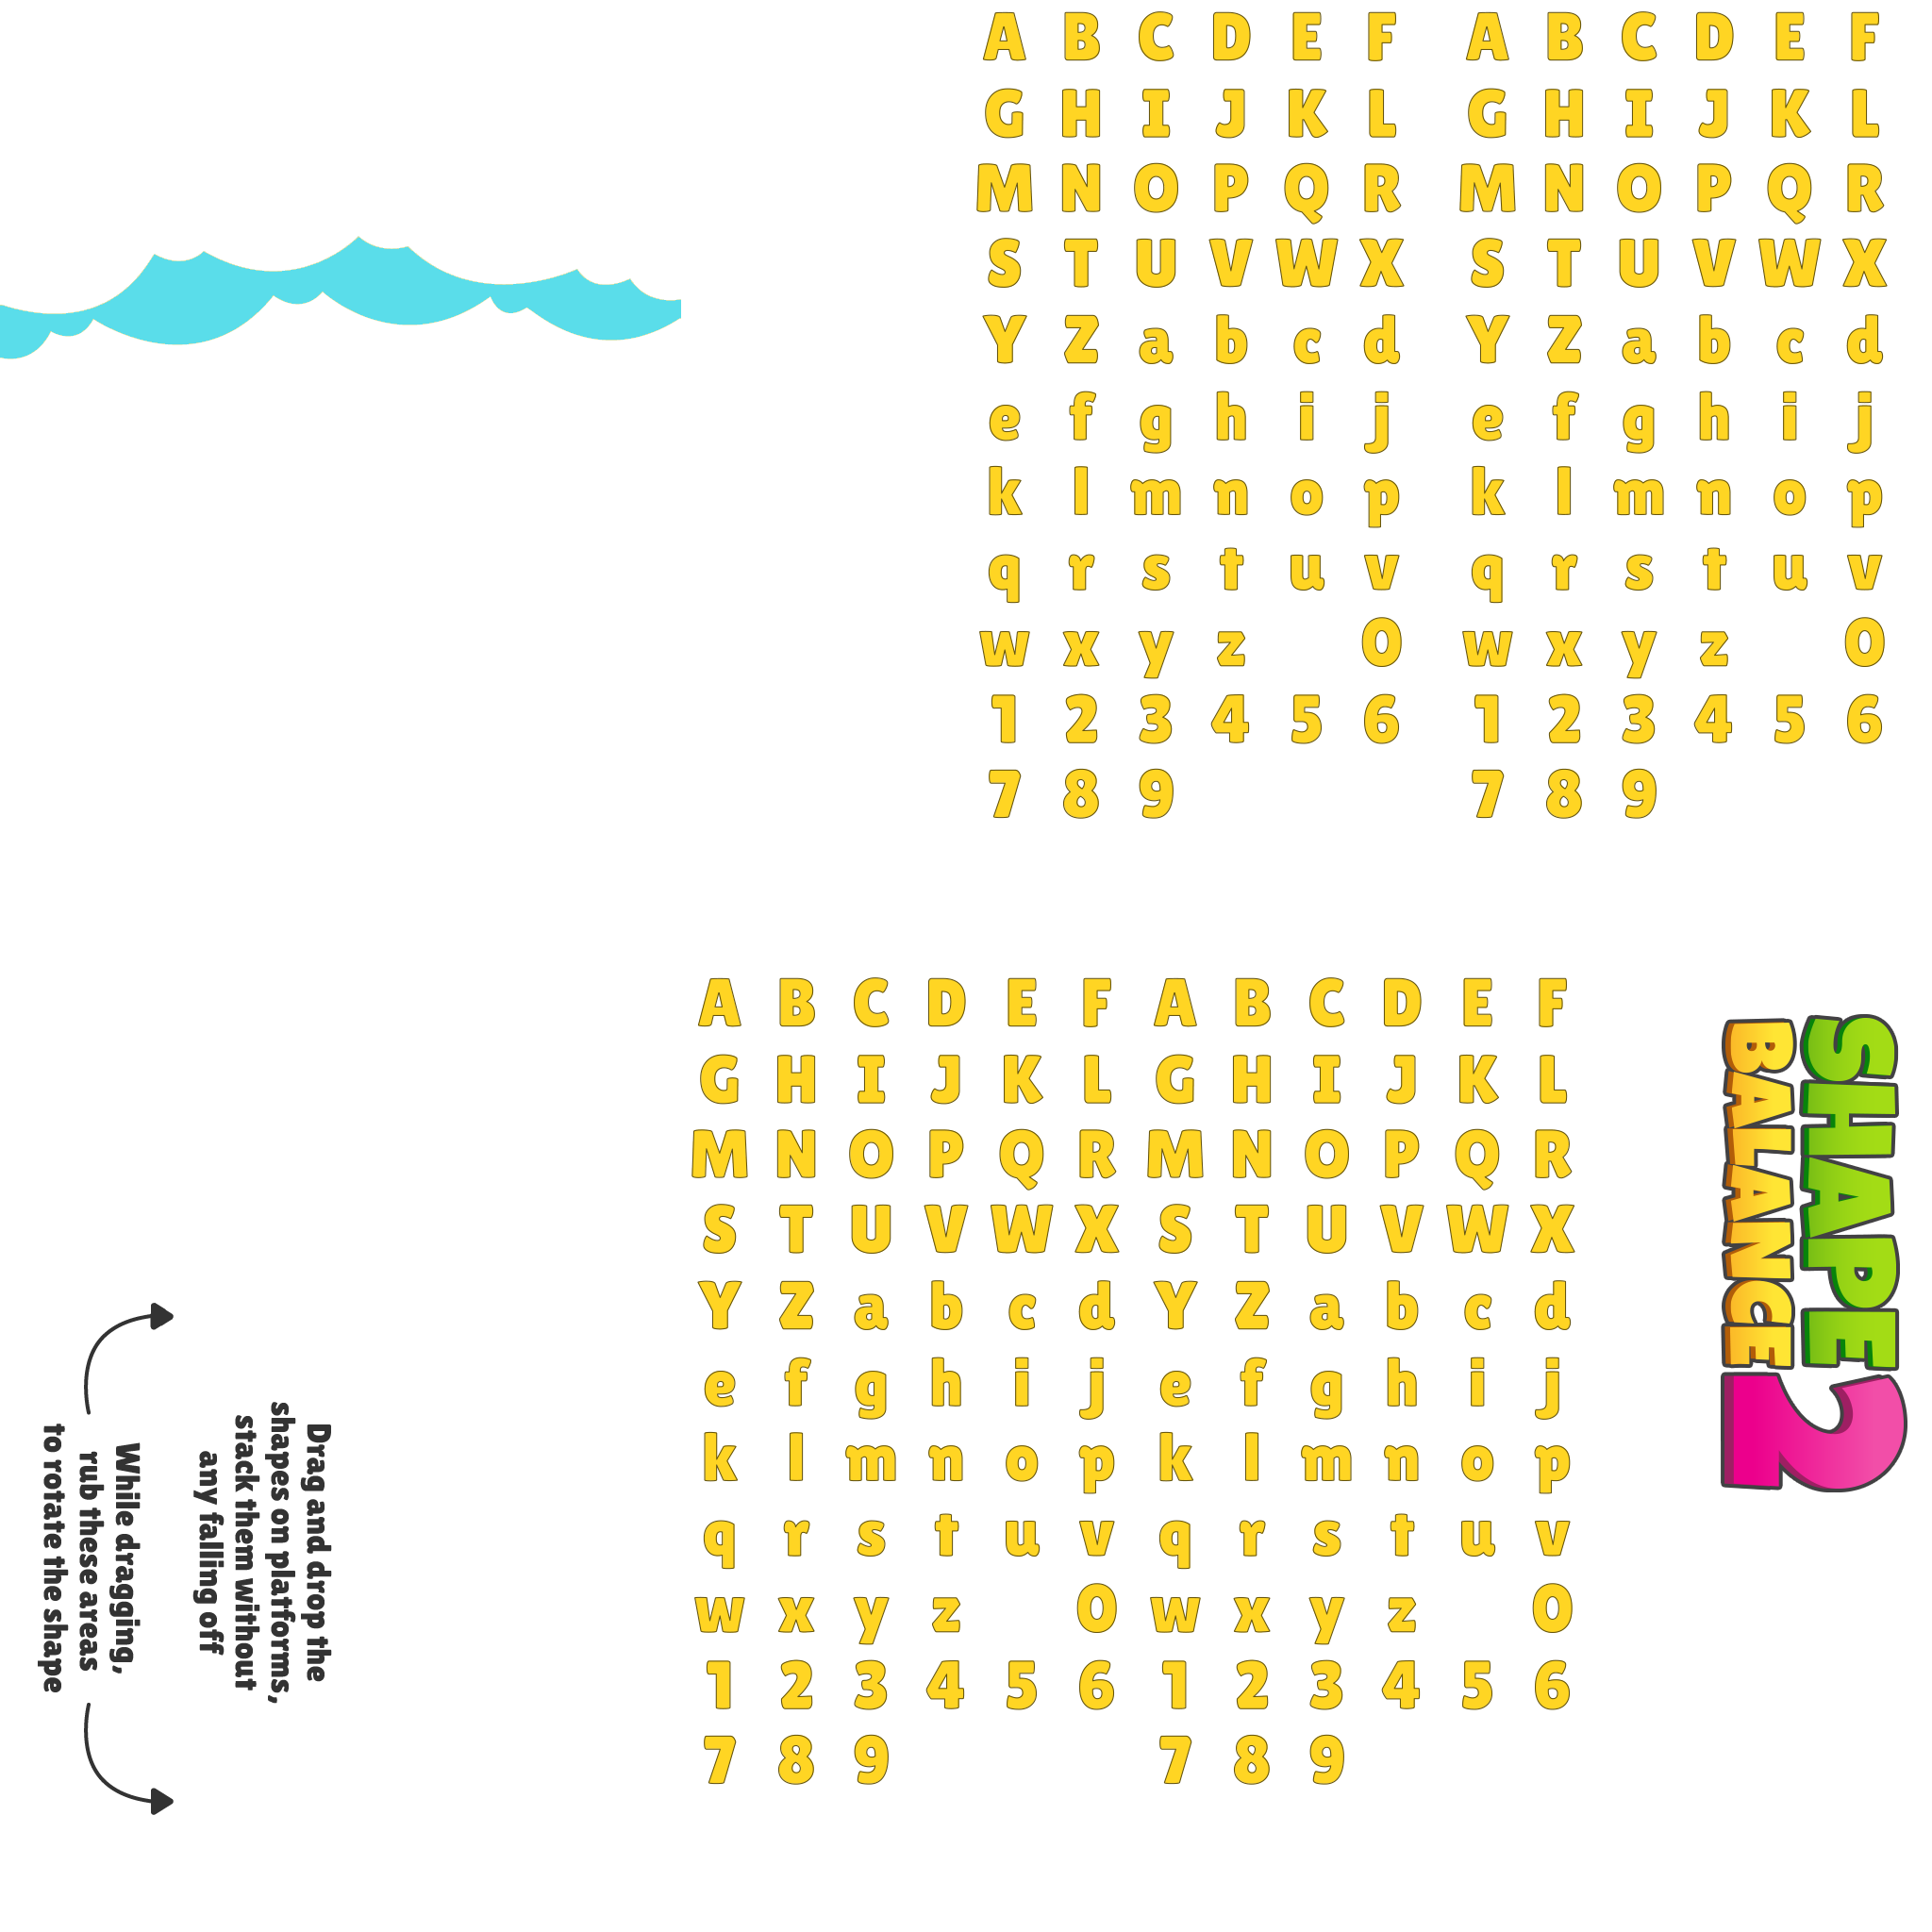 A B C D E F
G H I J K L
M N O P Q R
S T U V W X
Y Z a b c d
e f g h i j
k l m n o p
q r s t u v
w x y z 0
1 2 3 4 5 6
7 8 9
A B C D E F
G H I J K L
M N O P Q R
S T U V W X
Y Z a b c d
e f g h i j
k l m n o p
q r s t u v
w x y z 0
1 2 3 4 5 6
7 8 9
A B C D E F
G H I J K L
M N O P Q R
S T U V W X
Y Z a b c d
e f g h i j
k l m n o p
q r s t u v
w x y z 0
1 2 3 4 5 6
7 8 9
A B C D E F
G H I J K L
M N O P Q R
S T U V W X
Y Z a b c d
e f g h i j
k l m n o p
q r s t u v
w x y z 0
1 2 3 4 5 6
7 8 9
SHAPE
BALLANCE
2
Drag and drop the
shapes on platforms,
stack them without
any falling off
While dragging,
rub these areas
to rotate the shape